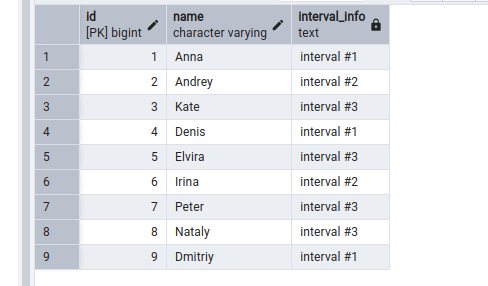 id name interval_info
[PK] bigint character varying text
1 1 Anna interval #1
2 2 Andrey interval #2
3 3 Kate interval #3
4 4 Denis interval #1
5 5 Elvira interval #3
6 6 Irina interval #2
7 7 Peter interval #3
8 8 Nataly interval #3
9 9 Dmitriy interval #1